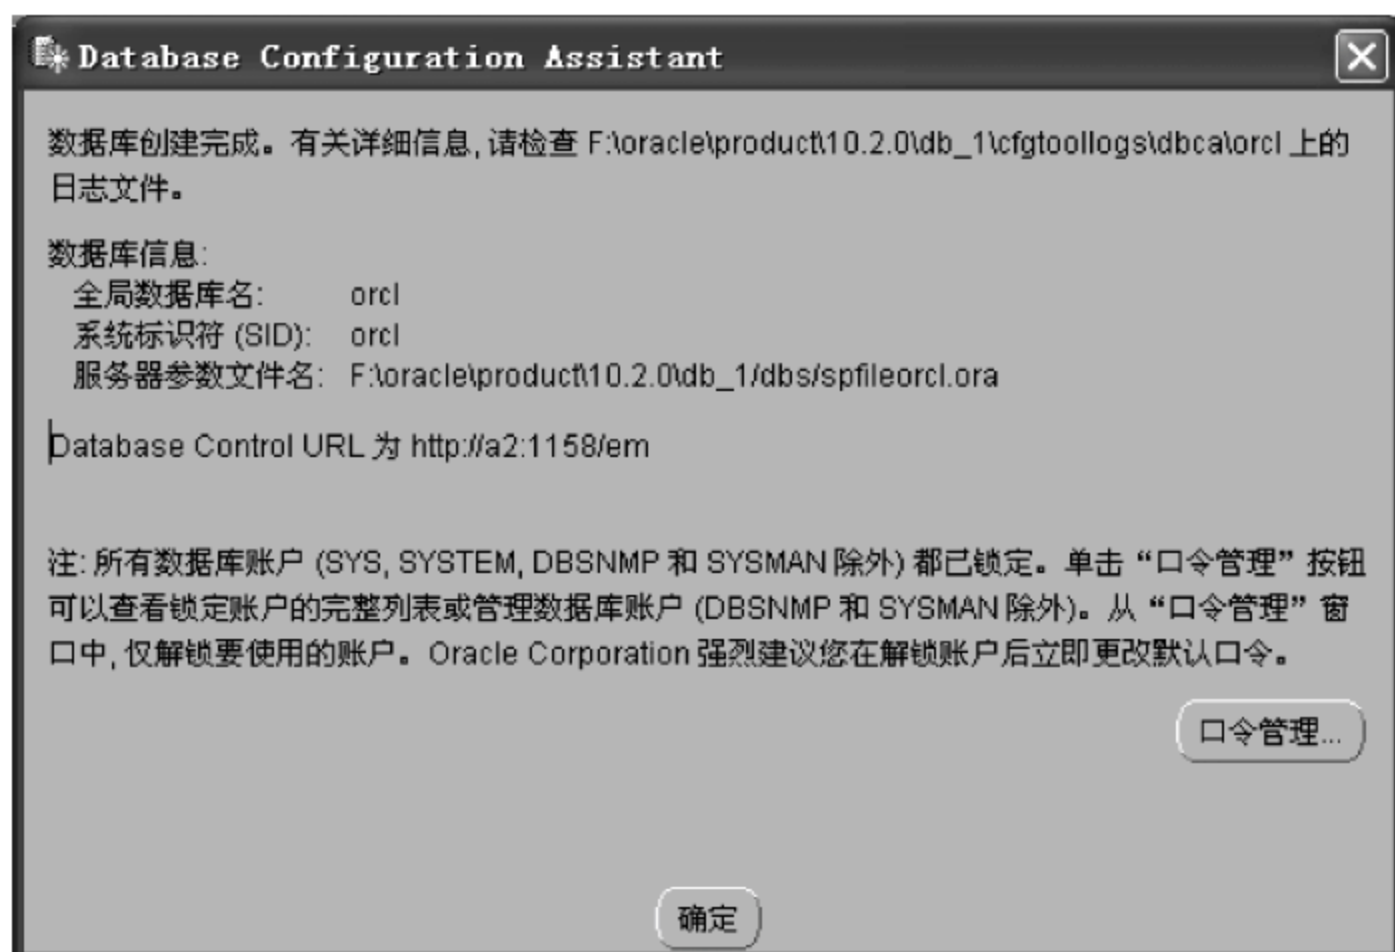 Database Configuration Assistant
数据库创建完成。有关详细信息, 请检查 F:\oracle\product\10.2.0\db_1\cfgtoollogs\dbca\orcl 上的
日志文件。
数据库信息:
全局数据库名: orcl
系统标识符 (SID): orcl
服务器参数文件名: F:\oracle\product\10.2.0\db_1/dbs/spfileorcl.ora
Database Control URL 为 http://a2:1158/em
注: 所有数据库账户 (SYS, SYSTEM, DBSNMP 和 SYSMAN 除外) 都已锁定。单击“口令管理”按钮
可以查看锁定账户的完整列表或管理数据库账户 (DBSNMP 和 SYSMAN 除外)。从“口令管理”窗
口中, 仅解锁要使用的账户。Oracle Corporation 强烈建议您在解锁账户后立即更改默认口令。
口令管理...
确定